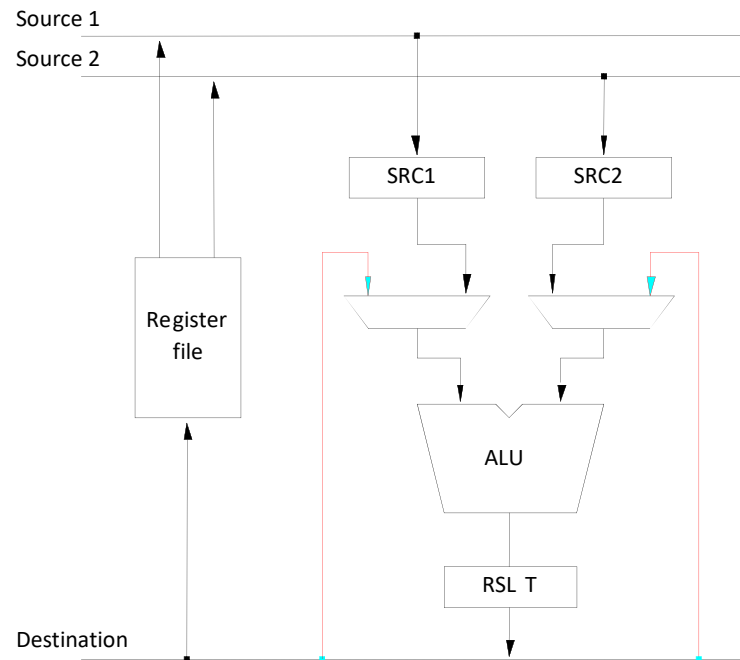 Source 1
Source 2
SRC1
SRC2
Register
file
ALU
RSL T
Destination